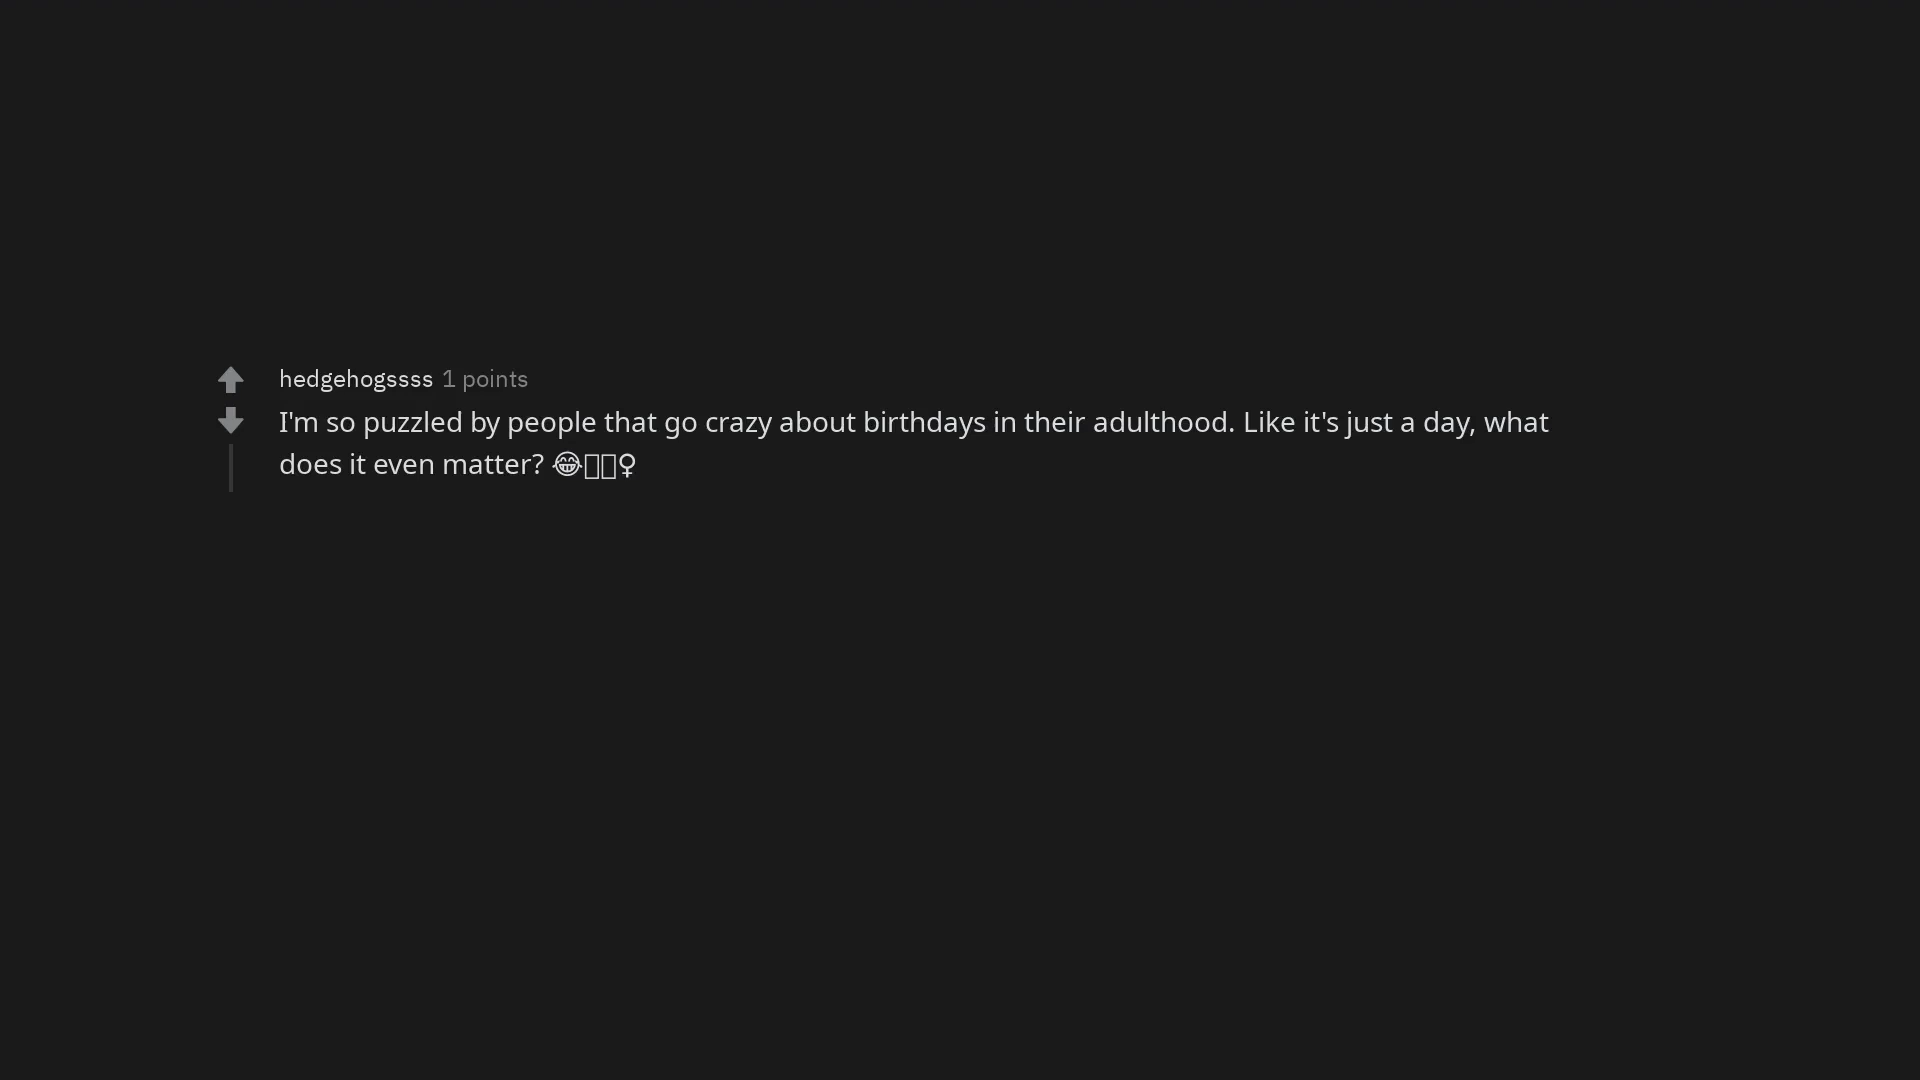 hedgehogssss 1 points
I'm so puzzled by people that go crazy about birthdays in their adulthood. Like it's just a day, what
does it even matter? 😂▯▯♀